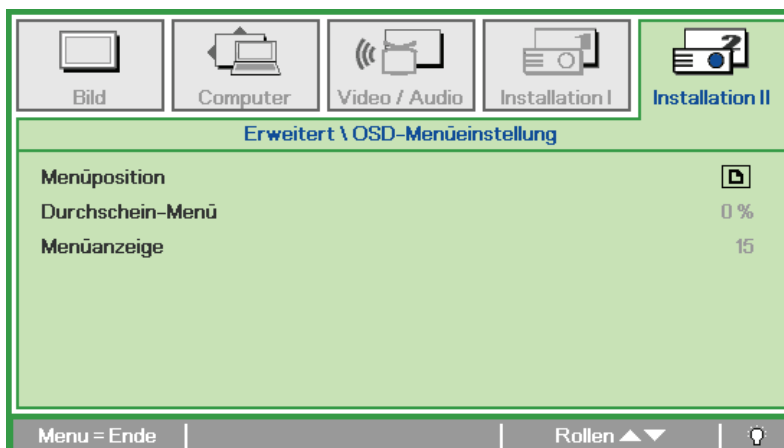 Bild
Computer
Video / Audio
Installation I
Installation II
Erweitert \ OSD-Menüeinstellung
Menüposition
Durchschein-Menü 0 %
Menüanzeige 15
Menu = Ende Rollen ▲▼